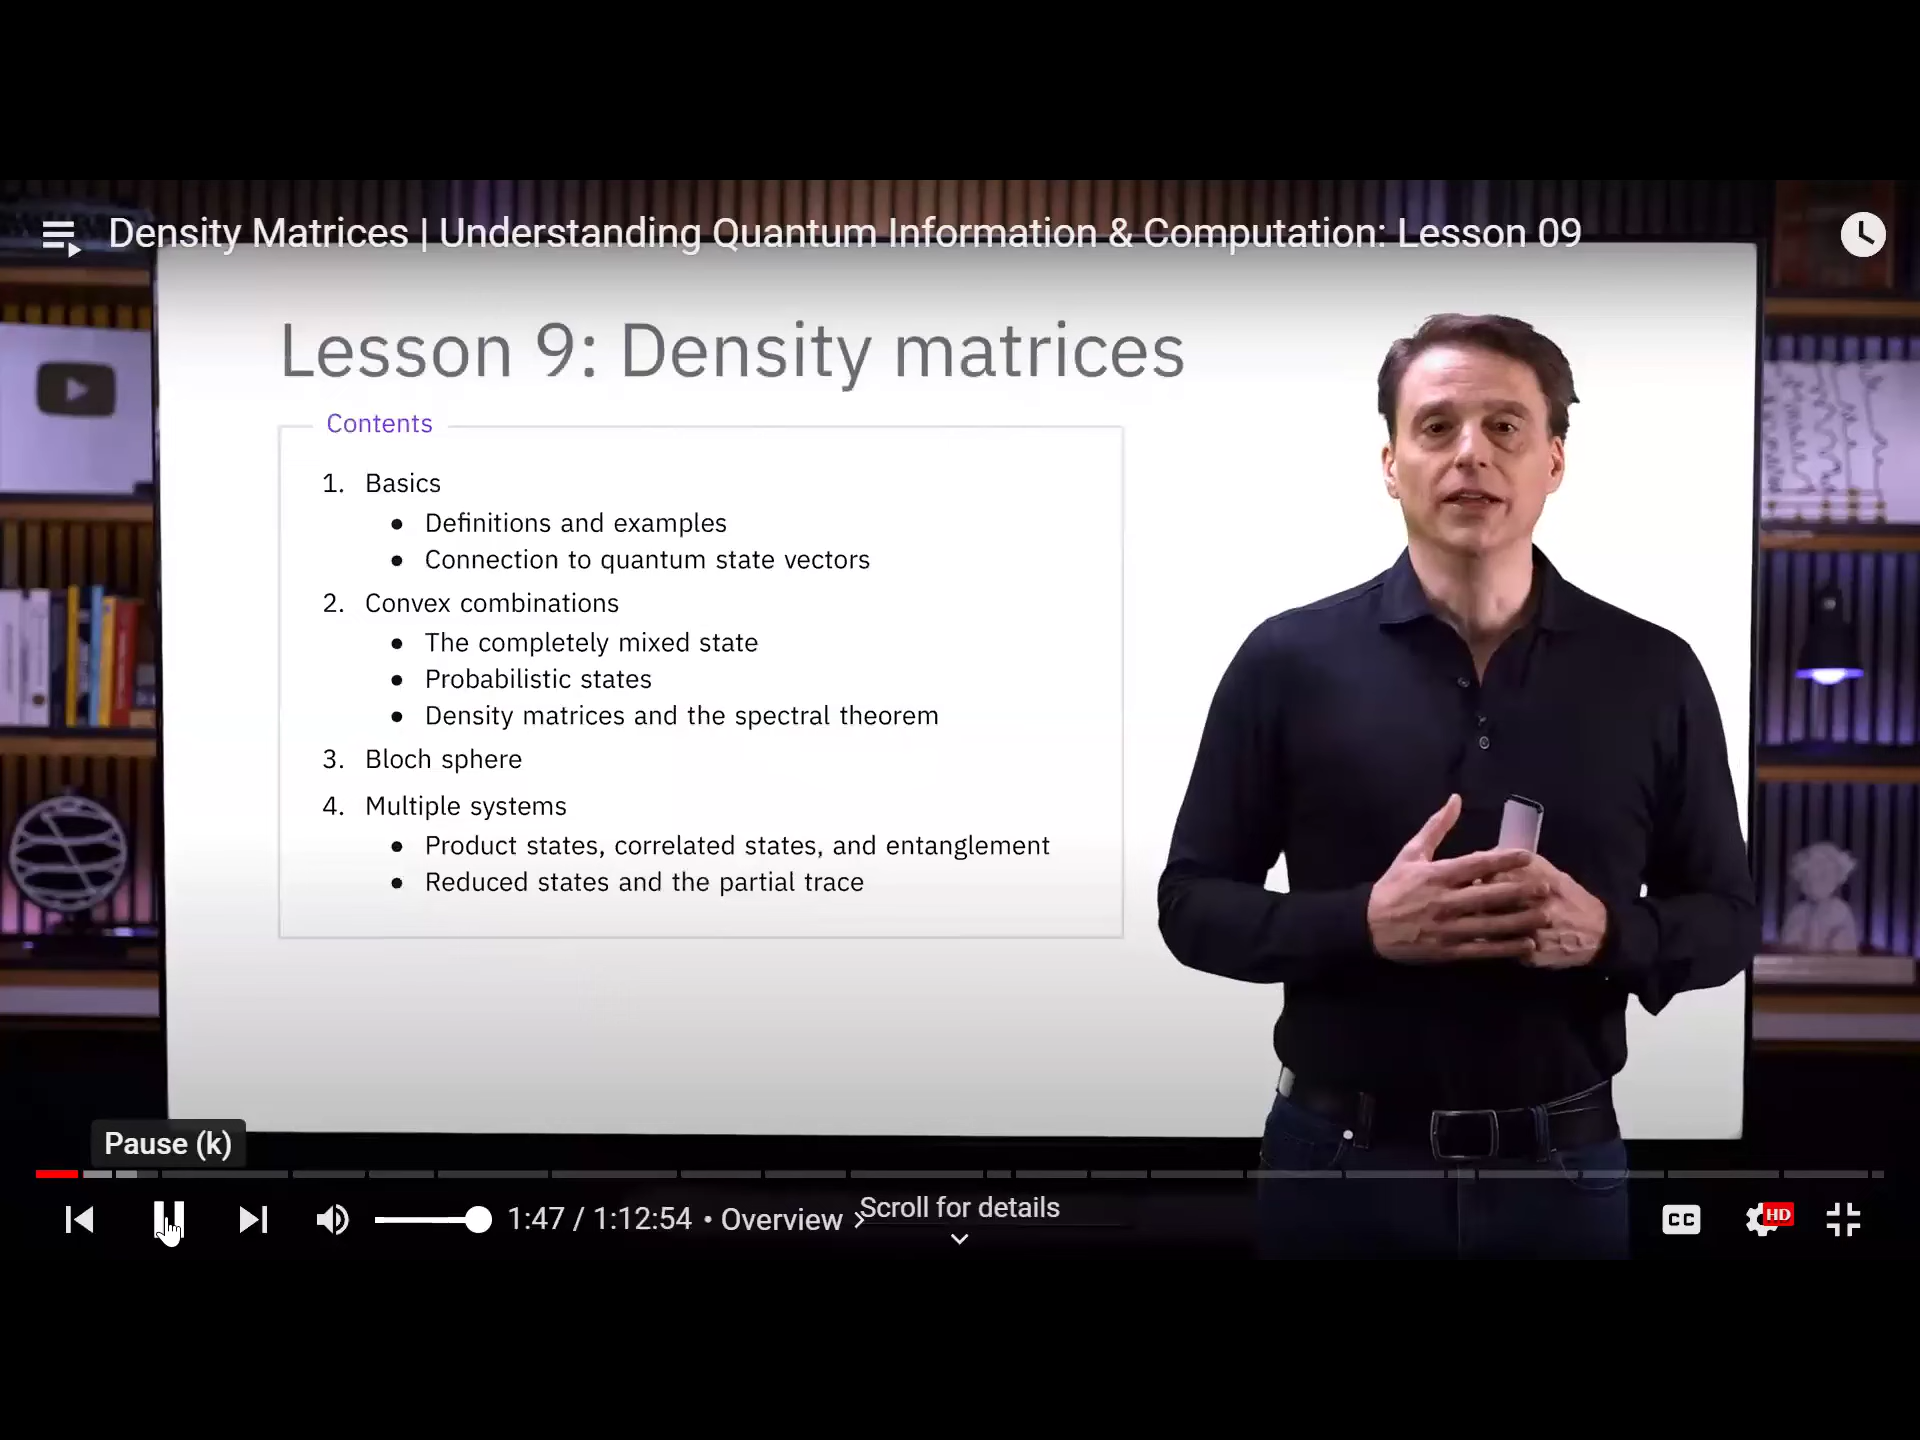 Density Matrices | Understanding Quantum Information & Computation: Lesson 09
Lesson 9: Density matrices
Contents
1. Basics
• Definitions and examples
• Connection to quantum state vectors
2. Convex combinations
• The completely mixed state
• Probabilistic states
• Density matrices and the spectral theorem
3. Bloch sphere
4. Multiple systems
• Product states, correlated states, and entanglement
• Reduced states and the partial trace
Pause (k)
1:47 / 1:12:54 • Overview
Scroll for details
CC
HD